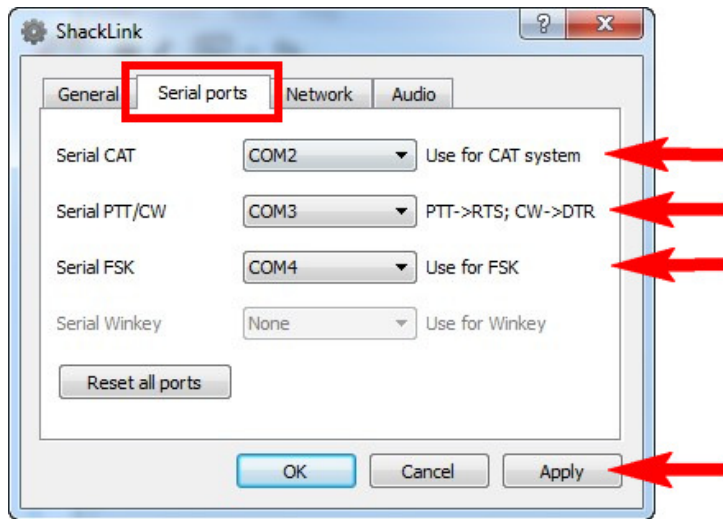 ShackLink
General Serial ports Network Audio
Serial CAT COM2 Use for CAT system
Serial PTT/CW COM3 PTT->RTS; CW->DTR
Serial FSK COM4 Use for FSK
Serial Winkey None Use for Winkey
Reset all ports
OK Cancel Apply